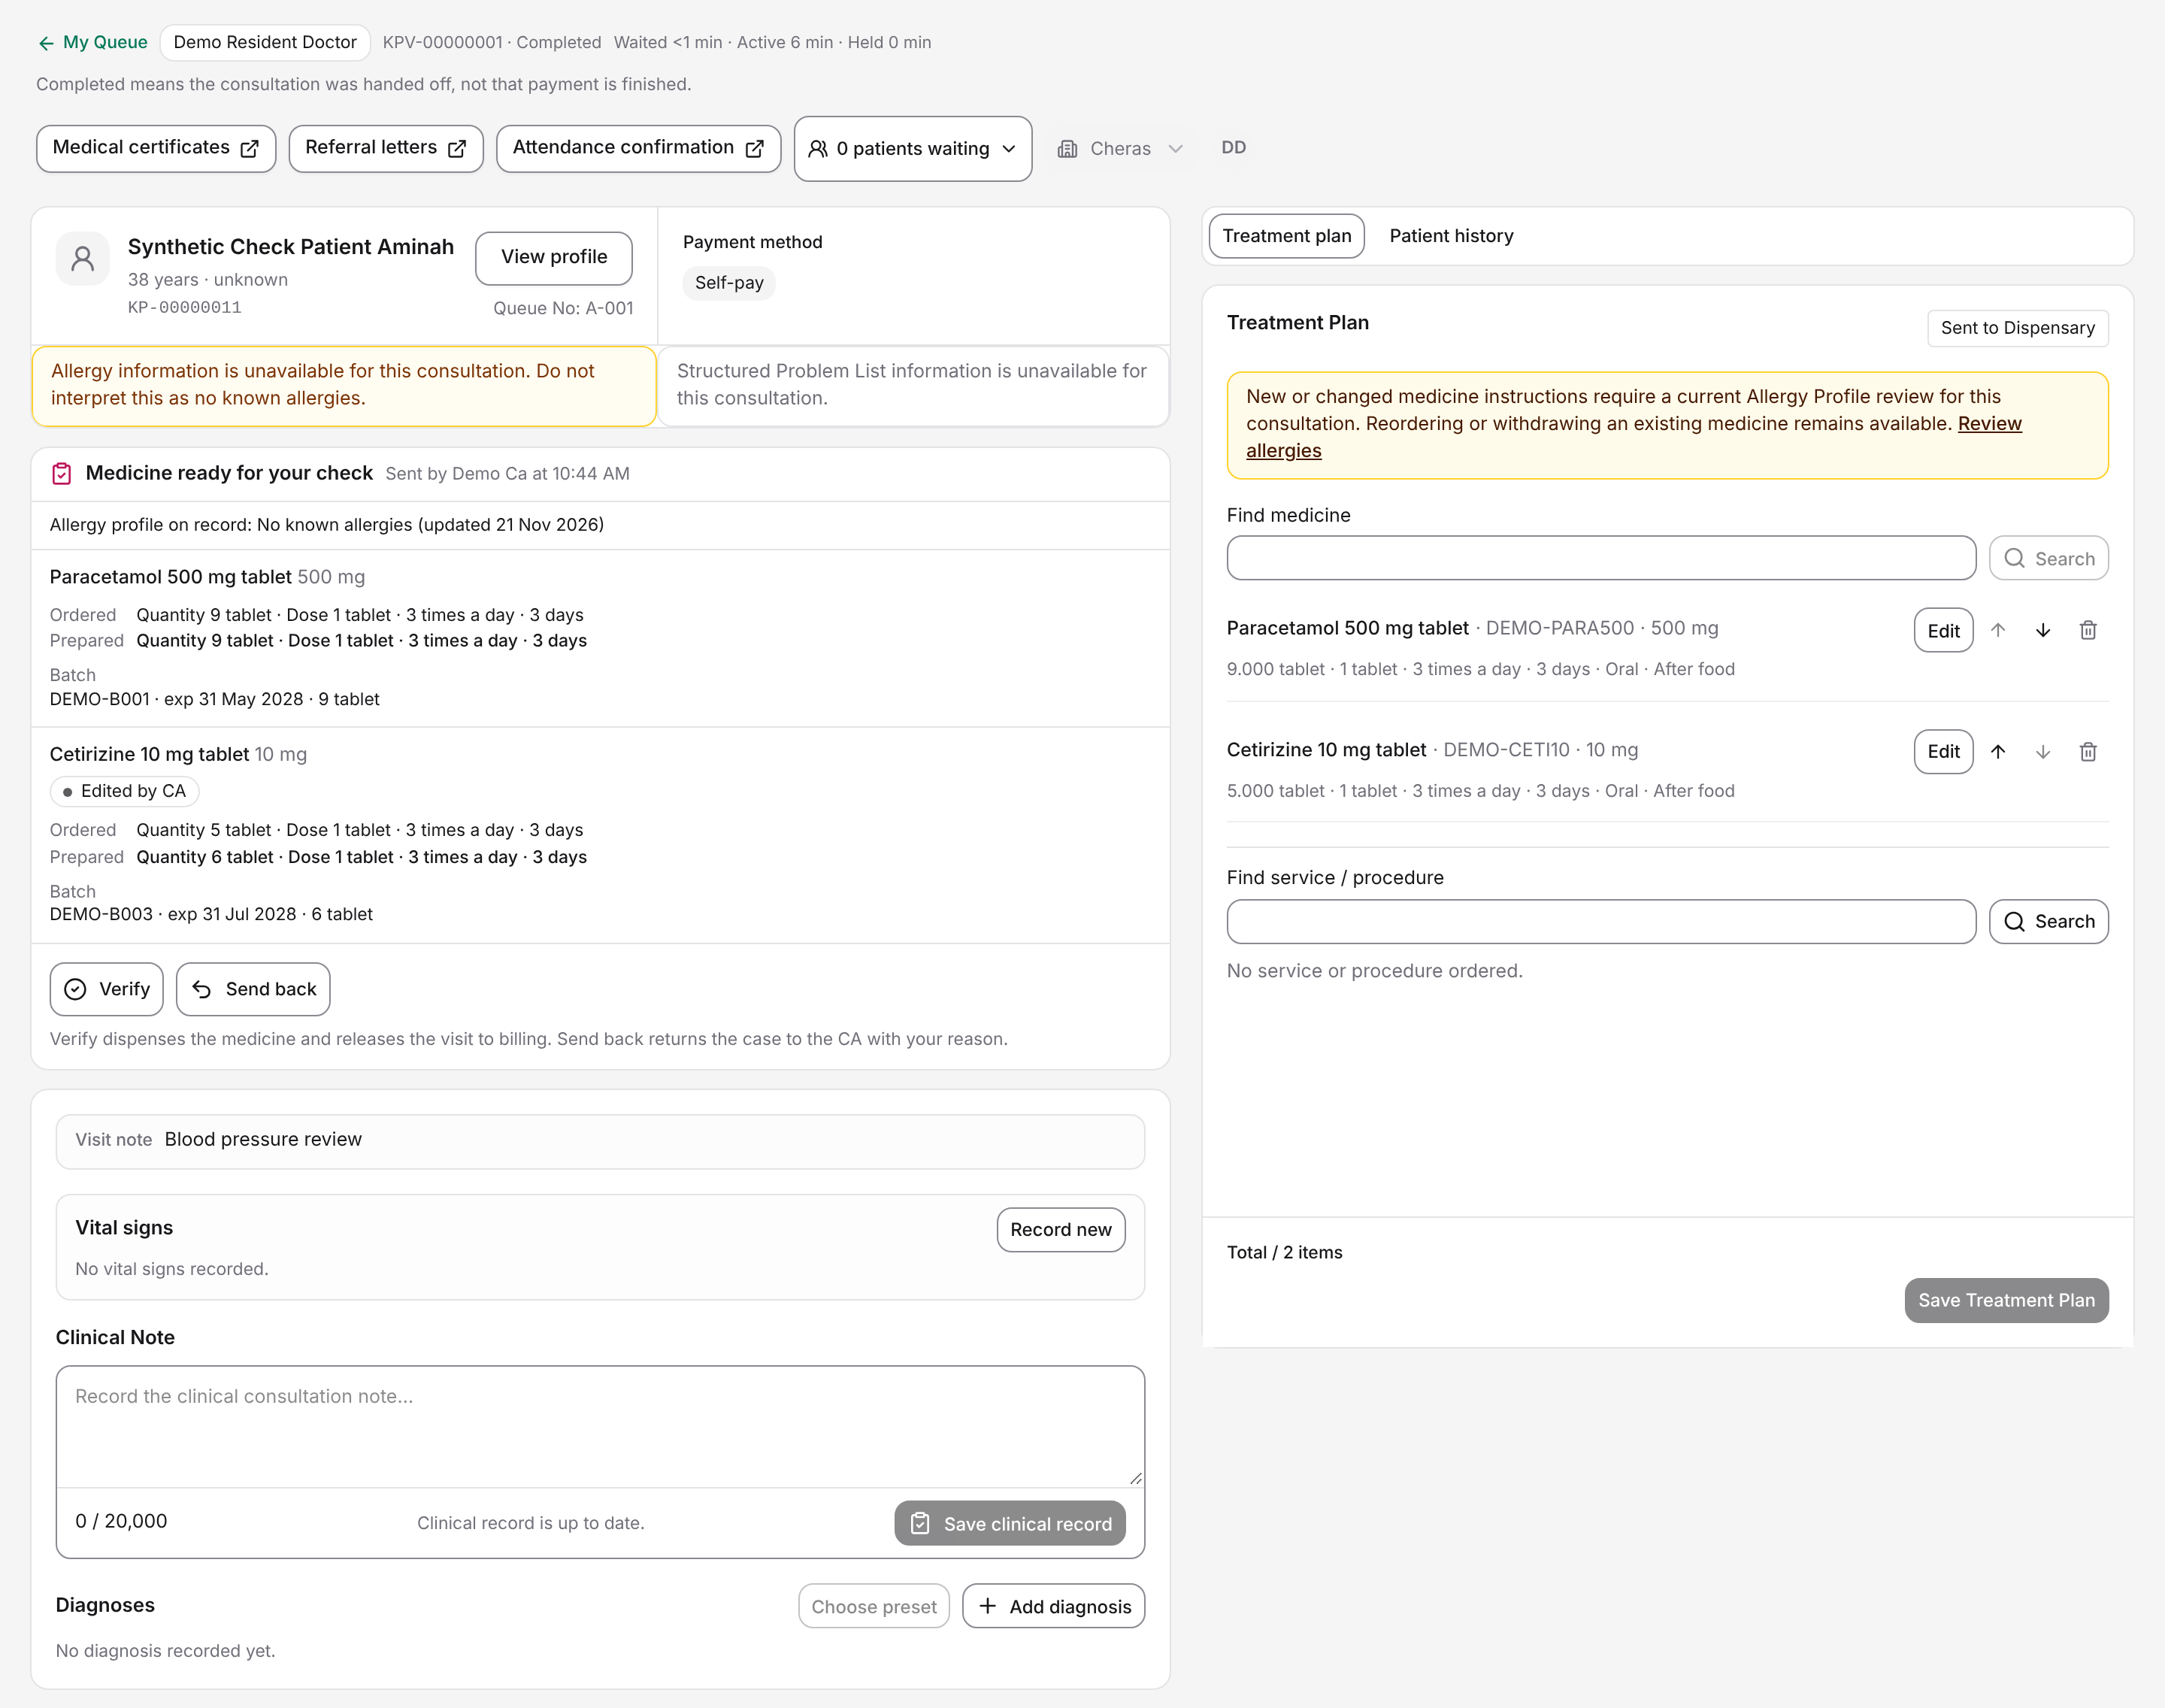 My Queue
Demo Resident Doctor
KPV-00000001 · Completed Waited <1 min · Active 6 min · Held 0 min
Completed means the consultation was handed off, not that payment is finished.
Medical certificates
Referral letters
Attendance confirmation
0 patients waiting
Cheras
DD
Synthetic Check Patient Aminah
38 years · unknown
KP-00000011
View profile
Queue No: A-001
Payment method
Self-pay
Allergy information is unavailable for this consultation. Do not
interpret this as no known allergies.
Structured Problem List information is unavailable for
this consultation.
Medicine ready for your check Sent by Demo Ca at 10:44 AM
Allergy profile on record: No known allergies (updated 21 Nov 2026)
Paracetamol 500 mg tablet 500 mg
Ordered Quantity 9 tablet · Dose 1 tablet · 3 times a day · 3 days
Prepared Quantity 9 tablet · Dose 1 tablet · 3 times a day · 3 days
Batch
DEMO-B001 · exp 31 May 2028 · 9 tablet
Cetirizine 10 mg tablet 10 mg
Edited by CA
Ordered Quantity 5 tablet · Dose 1 tablet · 3 times a day · 3 days
Prepared Quantity 6 tablet · Dose 1 tablet · 3 times a day · 3 days
Batch
DEMO-B003 · exp 31 Jul 2028 · 6 tablet
Verify
Send back
Verify dispenses the medicine and releases the visit to billing. Send back returns the case to the CA with your reason.
Visit note Blood pressure review
Vital signs
Record new
No vital signs recorded.
Clinical Note
Record the clinical consultation note...
0 / 20,000
Clinical record is up to date.
Save clinical record
Diagnoses
Choose preset
Add diagnosis
No diagnosis recorded yet.
Treatment plan
Patient history
Treatment Plan
Sent to Dispensary
New or changed medicine instructions require a current Allergy Profile review for this
consultation. Reordering or withdrawing an existing medicine remains available. Review
allergies
Find medicine
Search
Paracetamol 500 mg tablet · DEMO-PARA500 · 500 mg
Edit
9.000 tablet · 1 tablet · 3 times a day · 3 days · Oral · After food
Cetirizine 10 mg tablet · DEMO-CETI10 · 10 mg
Edit
5.000 tablet · 1 tablet · 3 times a day · 3 days · Oral · After food
Find service / procedure
Search
No service or procedure ordered.
Total / 2 items
Save Treatment Plan